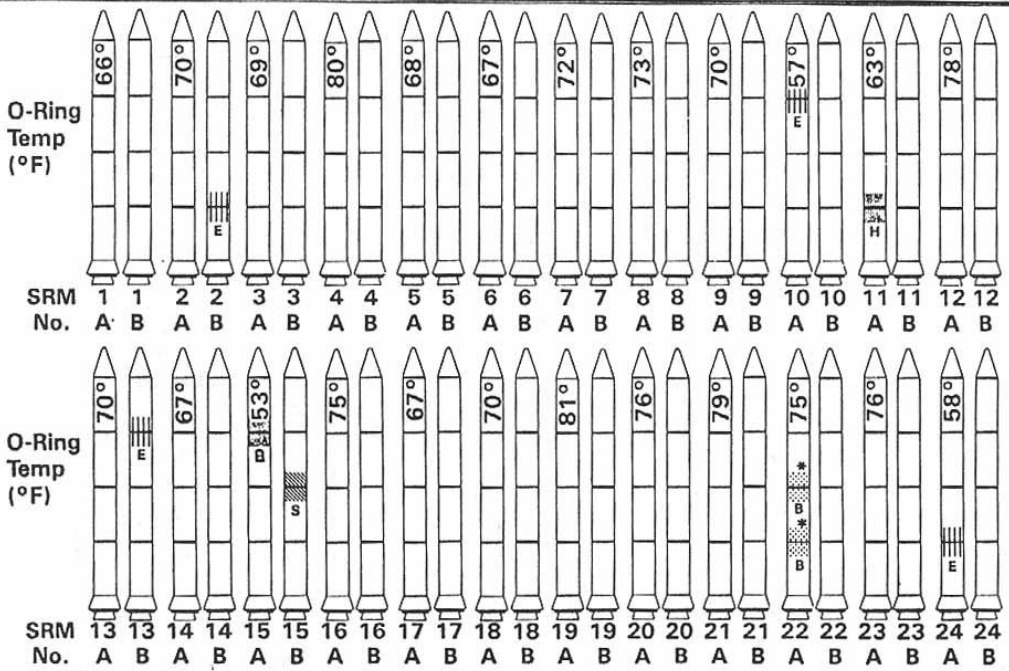 66° 70° 69° 80° 68° 67° 72° 73° 70° 57° 63° 78°
O-Ring
Temp
(°F)
E
E H
SRM 1 1 2 2 3 3 4 4 5 5 6 6 7 7 8 8 9 9 10 10 11 11 12 12
No. A B A B A B A B A B A B A B A B A B A B A B A B
70° 67° 53° 75° 67° 70° 81° 76° 79° 75° 76° 58°
O-Ring
Temp
(°F)
E D * 
S B
*
B E
SRM 13 13 14 14 15 15 16 16 17 17 18 18 19 19 20 20 21 21 22 22 23 23 24 24
No. A B A B A B A B A B A B A B A B A B A B A B A B